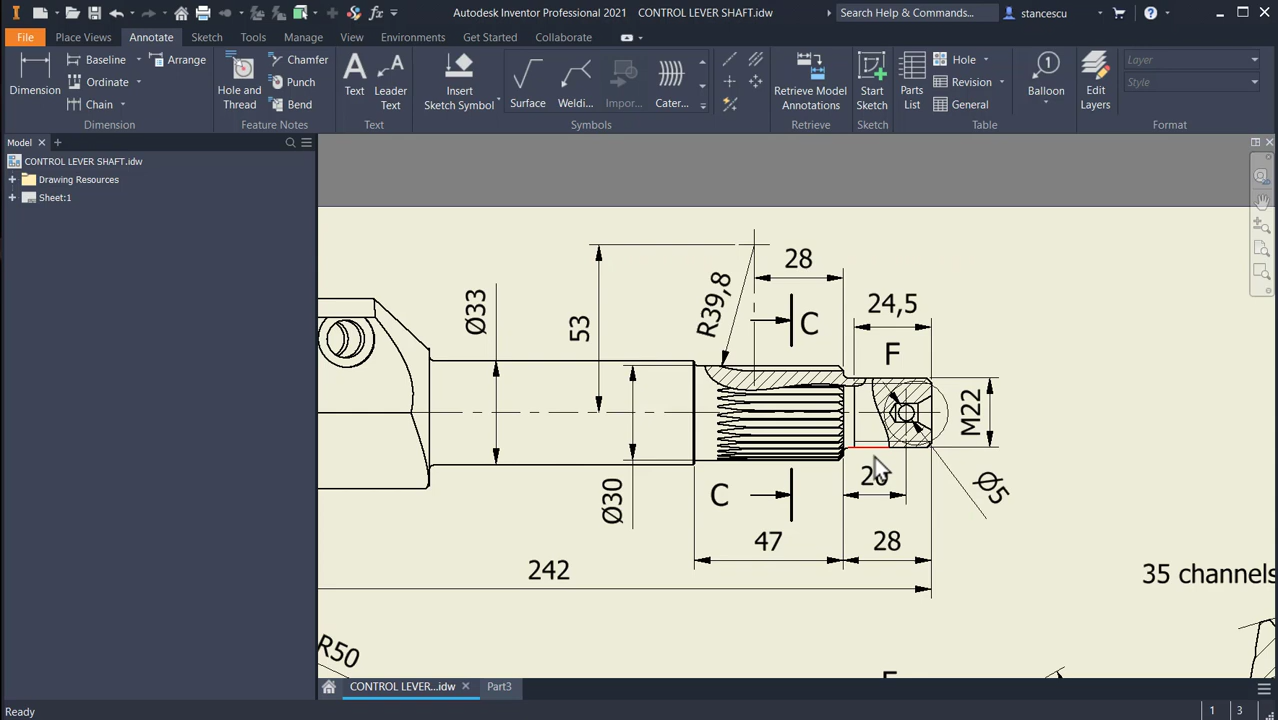 Autodesk Inventor Professional 2021 CONTROL LEVER SHAFT.idw
Search Help & Commands...
stancescu
File Place Views Annotate Sketch Tools Manage View Environments Get Started Collaborate
Dimension
Baseline
Ordinate
Chain
Arrange
Dimension
Hole and Thread
Chamfer
Punch
Bend
Feature Notes
Text
Leader Text
Text
Insert Sketch Symbol
Surface
Weldi...
Impor...
Cater...
Symbols
Retrieve Model Annotations
Retrieve
Start Sketch
Sketch
Parts List
Hole
Revision
General
Table
Balloon
Edit Layers
Layer
Style
Format
Model
CONTROL LEVER SHAFT.idw
Drawing Resources
Sheet:1
28
R39,8
24,5
Ø33
53
C
F
M22
Ø30
C
20
Ø5
47
28
242
35 channels
R50
F
CONTROL LEVER...idw
Part3
Ready
1
3